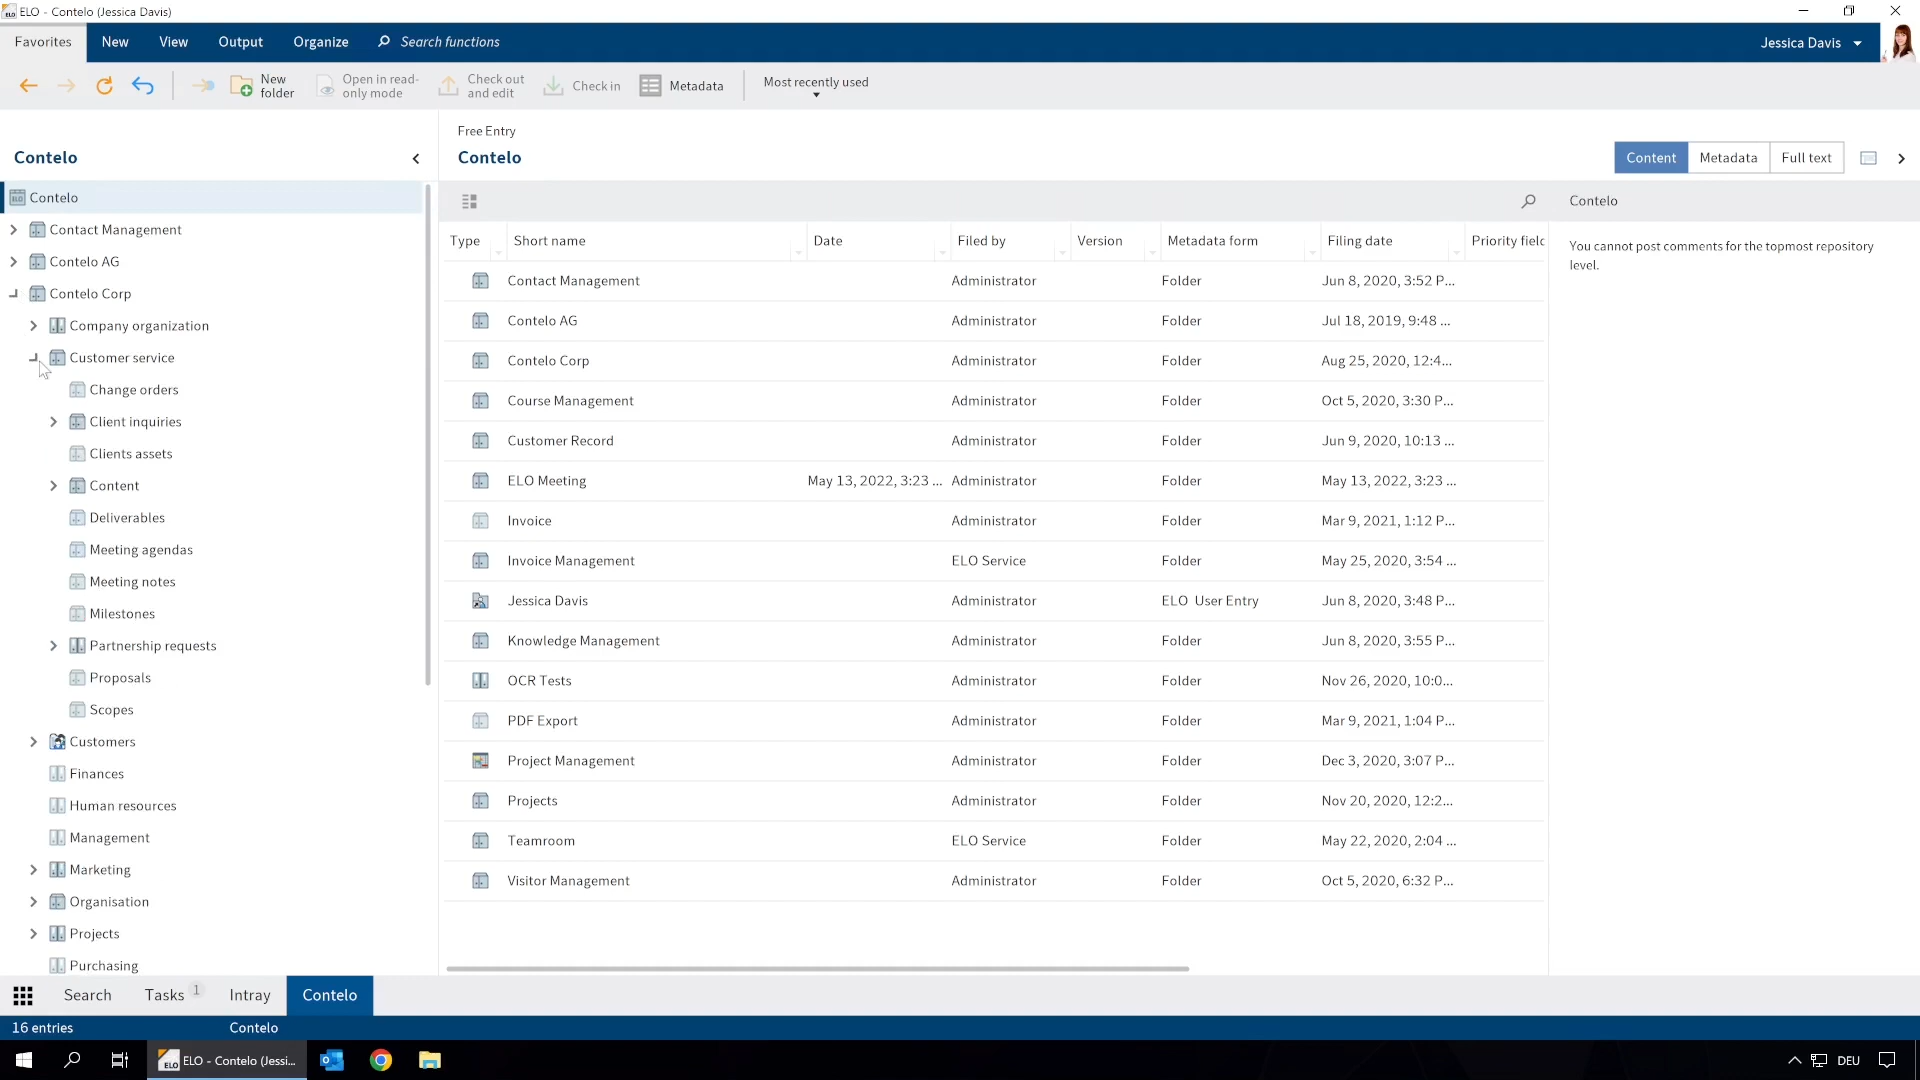 ELO - Contelo (Jessica Davis)
Favorites New View Output Organize Search functions Jessica Davis
New folder
Open in read-only mode
Check out and edit
Check in
Metadata
Most recently used
Contelo
Contelo
Contact Management
Contelo AG
Contelo Corp
Company organization
Customer service
Change orders
Client inquiries
Clients assets
Content
Deliverables
Meeting agendas
Meeting notes
Milestones
Partnership requests
Proposals
Scopes
Customers
Finances
Human resources
Management
Marketing
Organisation
Projects
Purchasing
Free Entry
Contelo
Content Metadata Full text
Type Short name Date Filed by Version Metadata form Filing date Priority field
Contact Management Administrator Folder Jun 8, 2020, 3:52 P...
Contelo AG Administrator Folder Jul 18, 2019, 9:48 ...
Contelo Corp Administrator Folder Aug 25, 2020, 12:4...
Course Management Administrator Folder Oct 5, 2020, 3:30 P...
Customer Record Administrator Folder Jun 9, 2020, 10:13 ...
ELO Meeting May 13, 2022, 3:23 ... Administrator Folder May 13, 2022, 3:23 ...
Invoice Administrator Folder Mar 9, 2021, 1:12 P...
Invoice Management ELO Service Folder May 25, 2020, 3:54 ...
Jessica Davis Administrator ELO User Entry Jun 8, 2020, 3:48 P...
Knowledge Management Administrator Folder Jun 8, 2020, 3:55 P...
OCR Tests Administrator Folder Nov 26, 2020, 10:0...
PDF Export Administrator Folder Mar 9, 2021, 1:04 P...
Project Management Administrator Folder Dec 3, 2020, 3:07 P...
Projects Administrator Folder Nov 20, 2020, 12:2...
Teamroom ELO Service Folder May 22, 2020, 2:04 ...
Visitor Management Administrator Folder Oct 5, 2020, 6:32 P...
Contelo
You cannot post comments for the topmost repository
level.
Search Tasks 1 Intray Contelo
16 entries Contelo
ELO - Contelo (Jessi... DEU